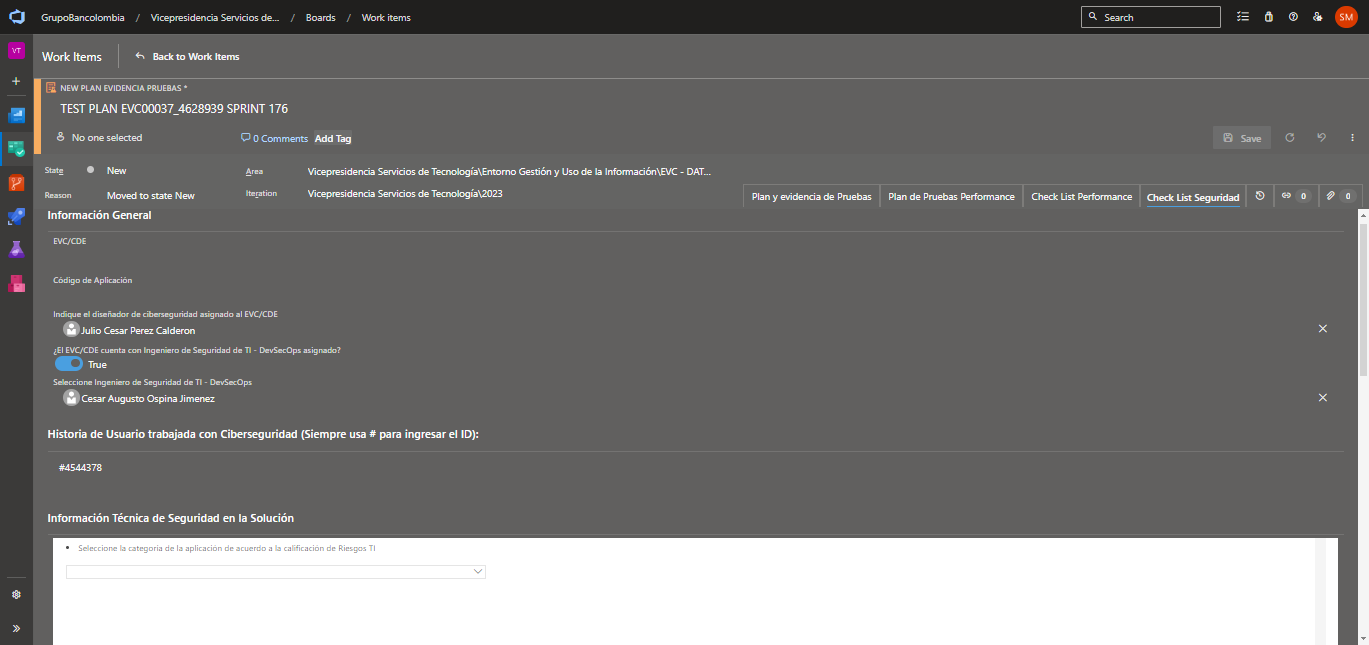 GrupoBancolombia / Vicepresidencia Servicios de... / Boards / Work items
Search
SM
VT
Work Items
Back to Work Items
NEW PLAN EVIDENCIA PRUEBAS *
TEST PLAN EVC00037_4628939 SPRINT 176
No one selected
0 Comments
Add Tag
Save
State
New
Area
Vicepresidencia Servicios de Tecnología\Entorno Gestión y Uso de la Información\EVC - DAT...
Reason
Moved to state New
Iteration
Vicepresidencia Servicios de Tecnología\2023
Plan y evidencia de Pruebas
Plan de Pruebas Performance
Check List Performance
Check List Seguridad
0
0
Información General
EVC/CDE
Código de Aplicación
Indique el diseñador de ciberseguridad asignado al EVC/CDE
Julio Cesar Perez Calderon
¿El EVC/CDE cuenta con Ingeniero de Seguridad de TI - DevSecOps asignado?
True
Seleccione Ingeniero de Seguridad de TI - DevSecOps
Cesar Augusto Ospina Jimenez
Historia de Usuario trabajada con Ciberseguridad (Siempre usa # para ingresar el ID):
#4544378
Información Técnica de Seguridad en la Solución
• Seleccione la categoria de la aplicación de acuerdo a la calificación de Riesgos TI